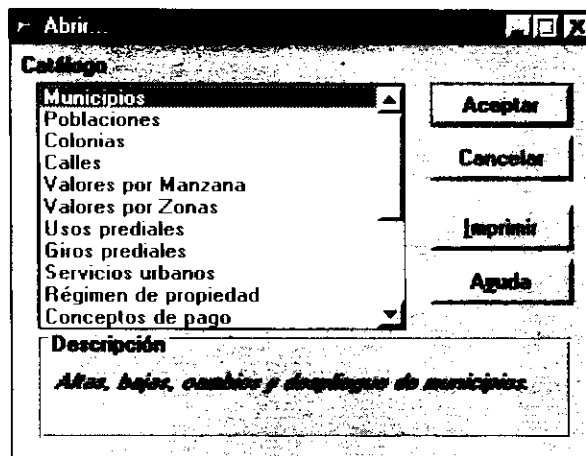 Abrir...
Catálogo
Municipios
Poblaciones
Colonias
Calles
Valores por Manzana
Valores por Zonas
Usos prediales
Giros prediales
Servicios urbanos
Régimen de propiedad
Conceptos de pago
Aceptar
Cancelar
Imprimir
Ayuda
Descripción
Altas, bajas, cambios y despliegue de municipios.